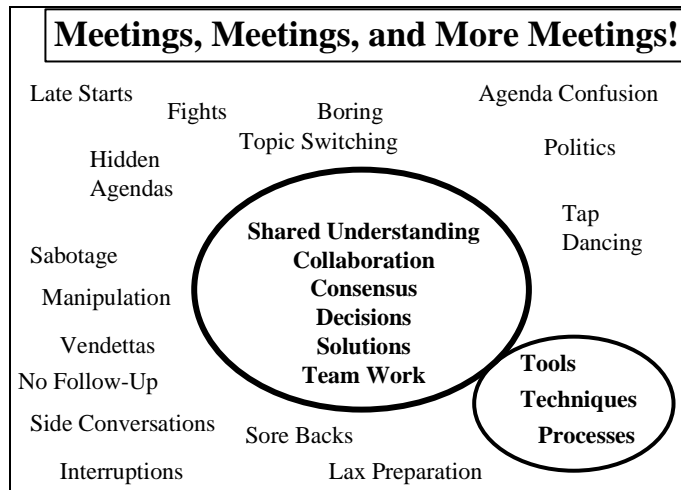 Meetings, Meetings, and More Meetings!
Late Starts
Fights
Boring
Agenda Confusion
Topic Switching
Politics
Hidden
Agendas
Tap
Dancing
Shared Understanding
Collaboration
Consensus
Decisions
Solutions
Team Work
Sabotage
Manipulation
Vendettas
No Follow-Up
Side Conversations
Interruptions
Sore Backs
Lax Preparation
Tools
Techniques
Processes